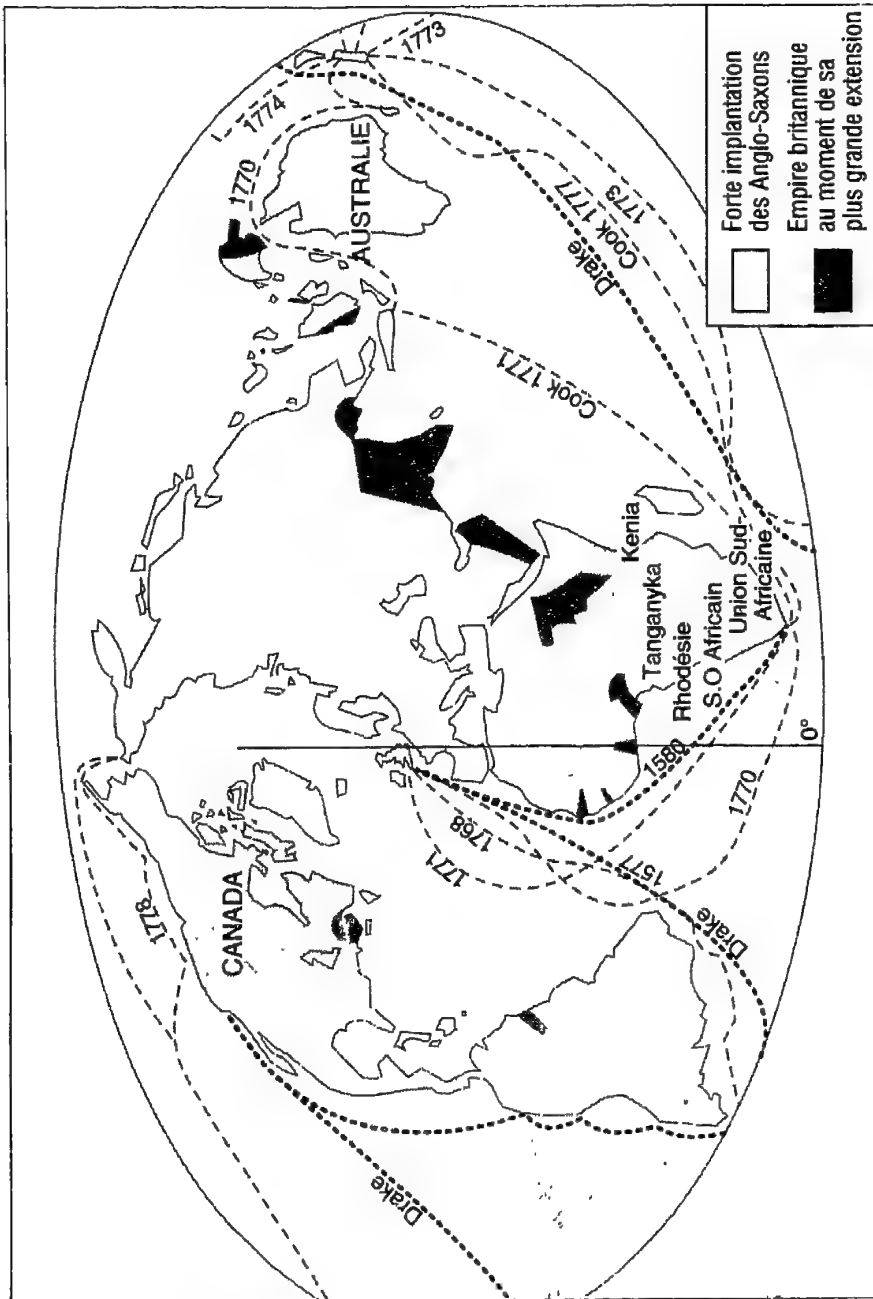 1778
CANADA
Drake
1771
1768
1577
Drake
1580
1770
0°
Tanganyka
Rhodésie
S.O Africain
Kenia
Union Sud-
Africaine
Cook 1771
1770
AUSTRALIE
1774
1773
Drake
Cook 1777
1773
Forte implantation
des Anglo-Saxons
Empire britannique
au moment de sa
plus grande extension